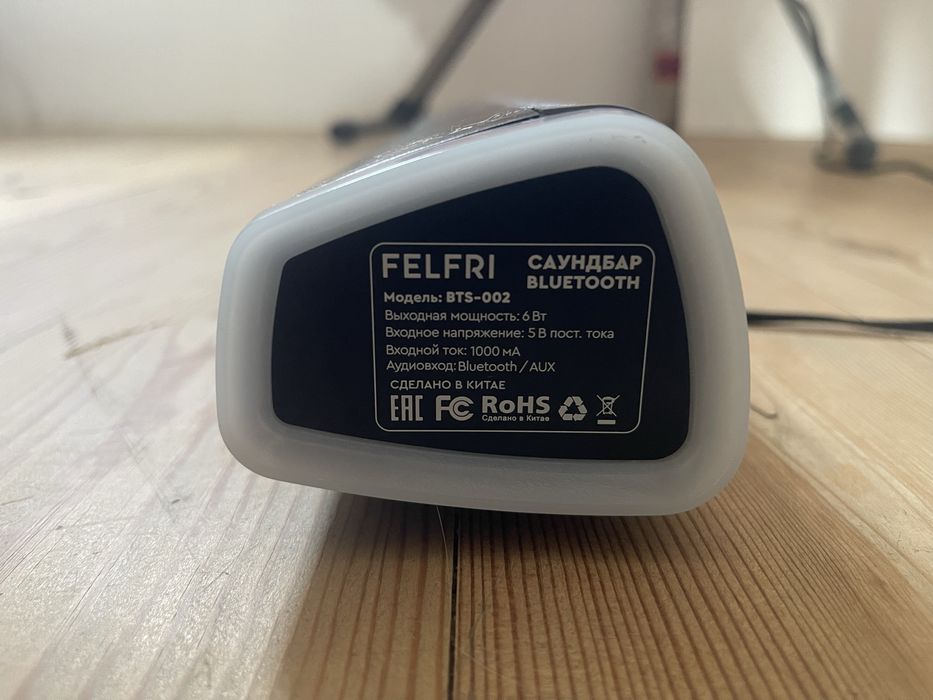 FELFRI
САУНДБАР
BLUETOOTH
Модель: BTS-002
Выходная мощность: 6 Вт
Входное напряжение: 5 В пост. тока
Входной ток: 1000 мА
Аудиовход: Bluetooth / AUX
СДЕЛАНО В КИТАЕ
EAC FC RoHS
Сделано в Китае